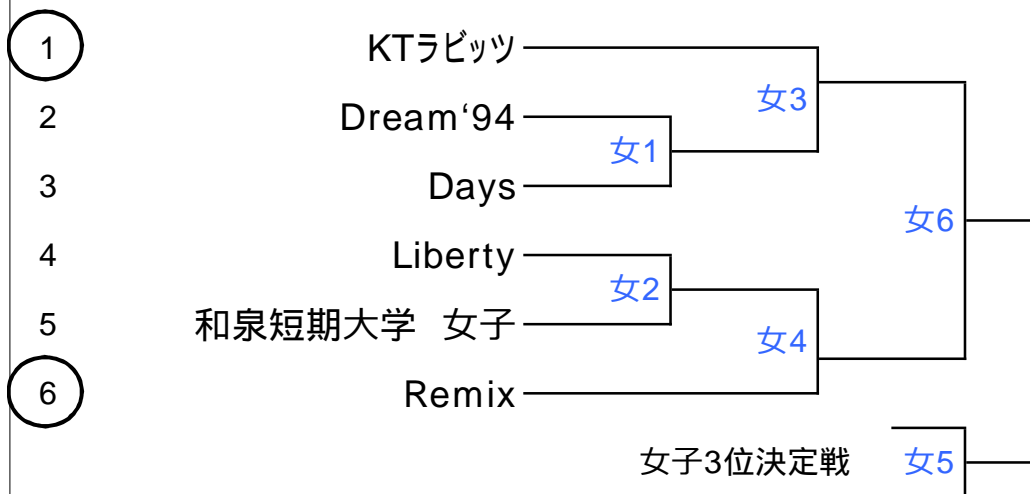 1 KTラビッツ
女3
2 Dream‘94
女1
3 Days
女6
4 Liberty
女2
5 和泉短期大学 女子
女4
6 Remix
女子3位決定戦 女5